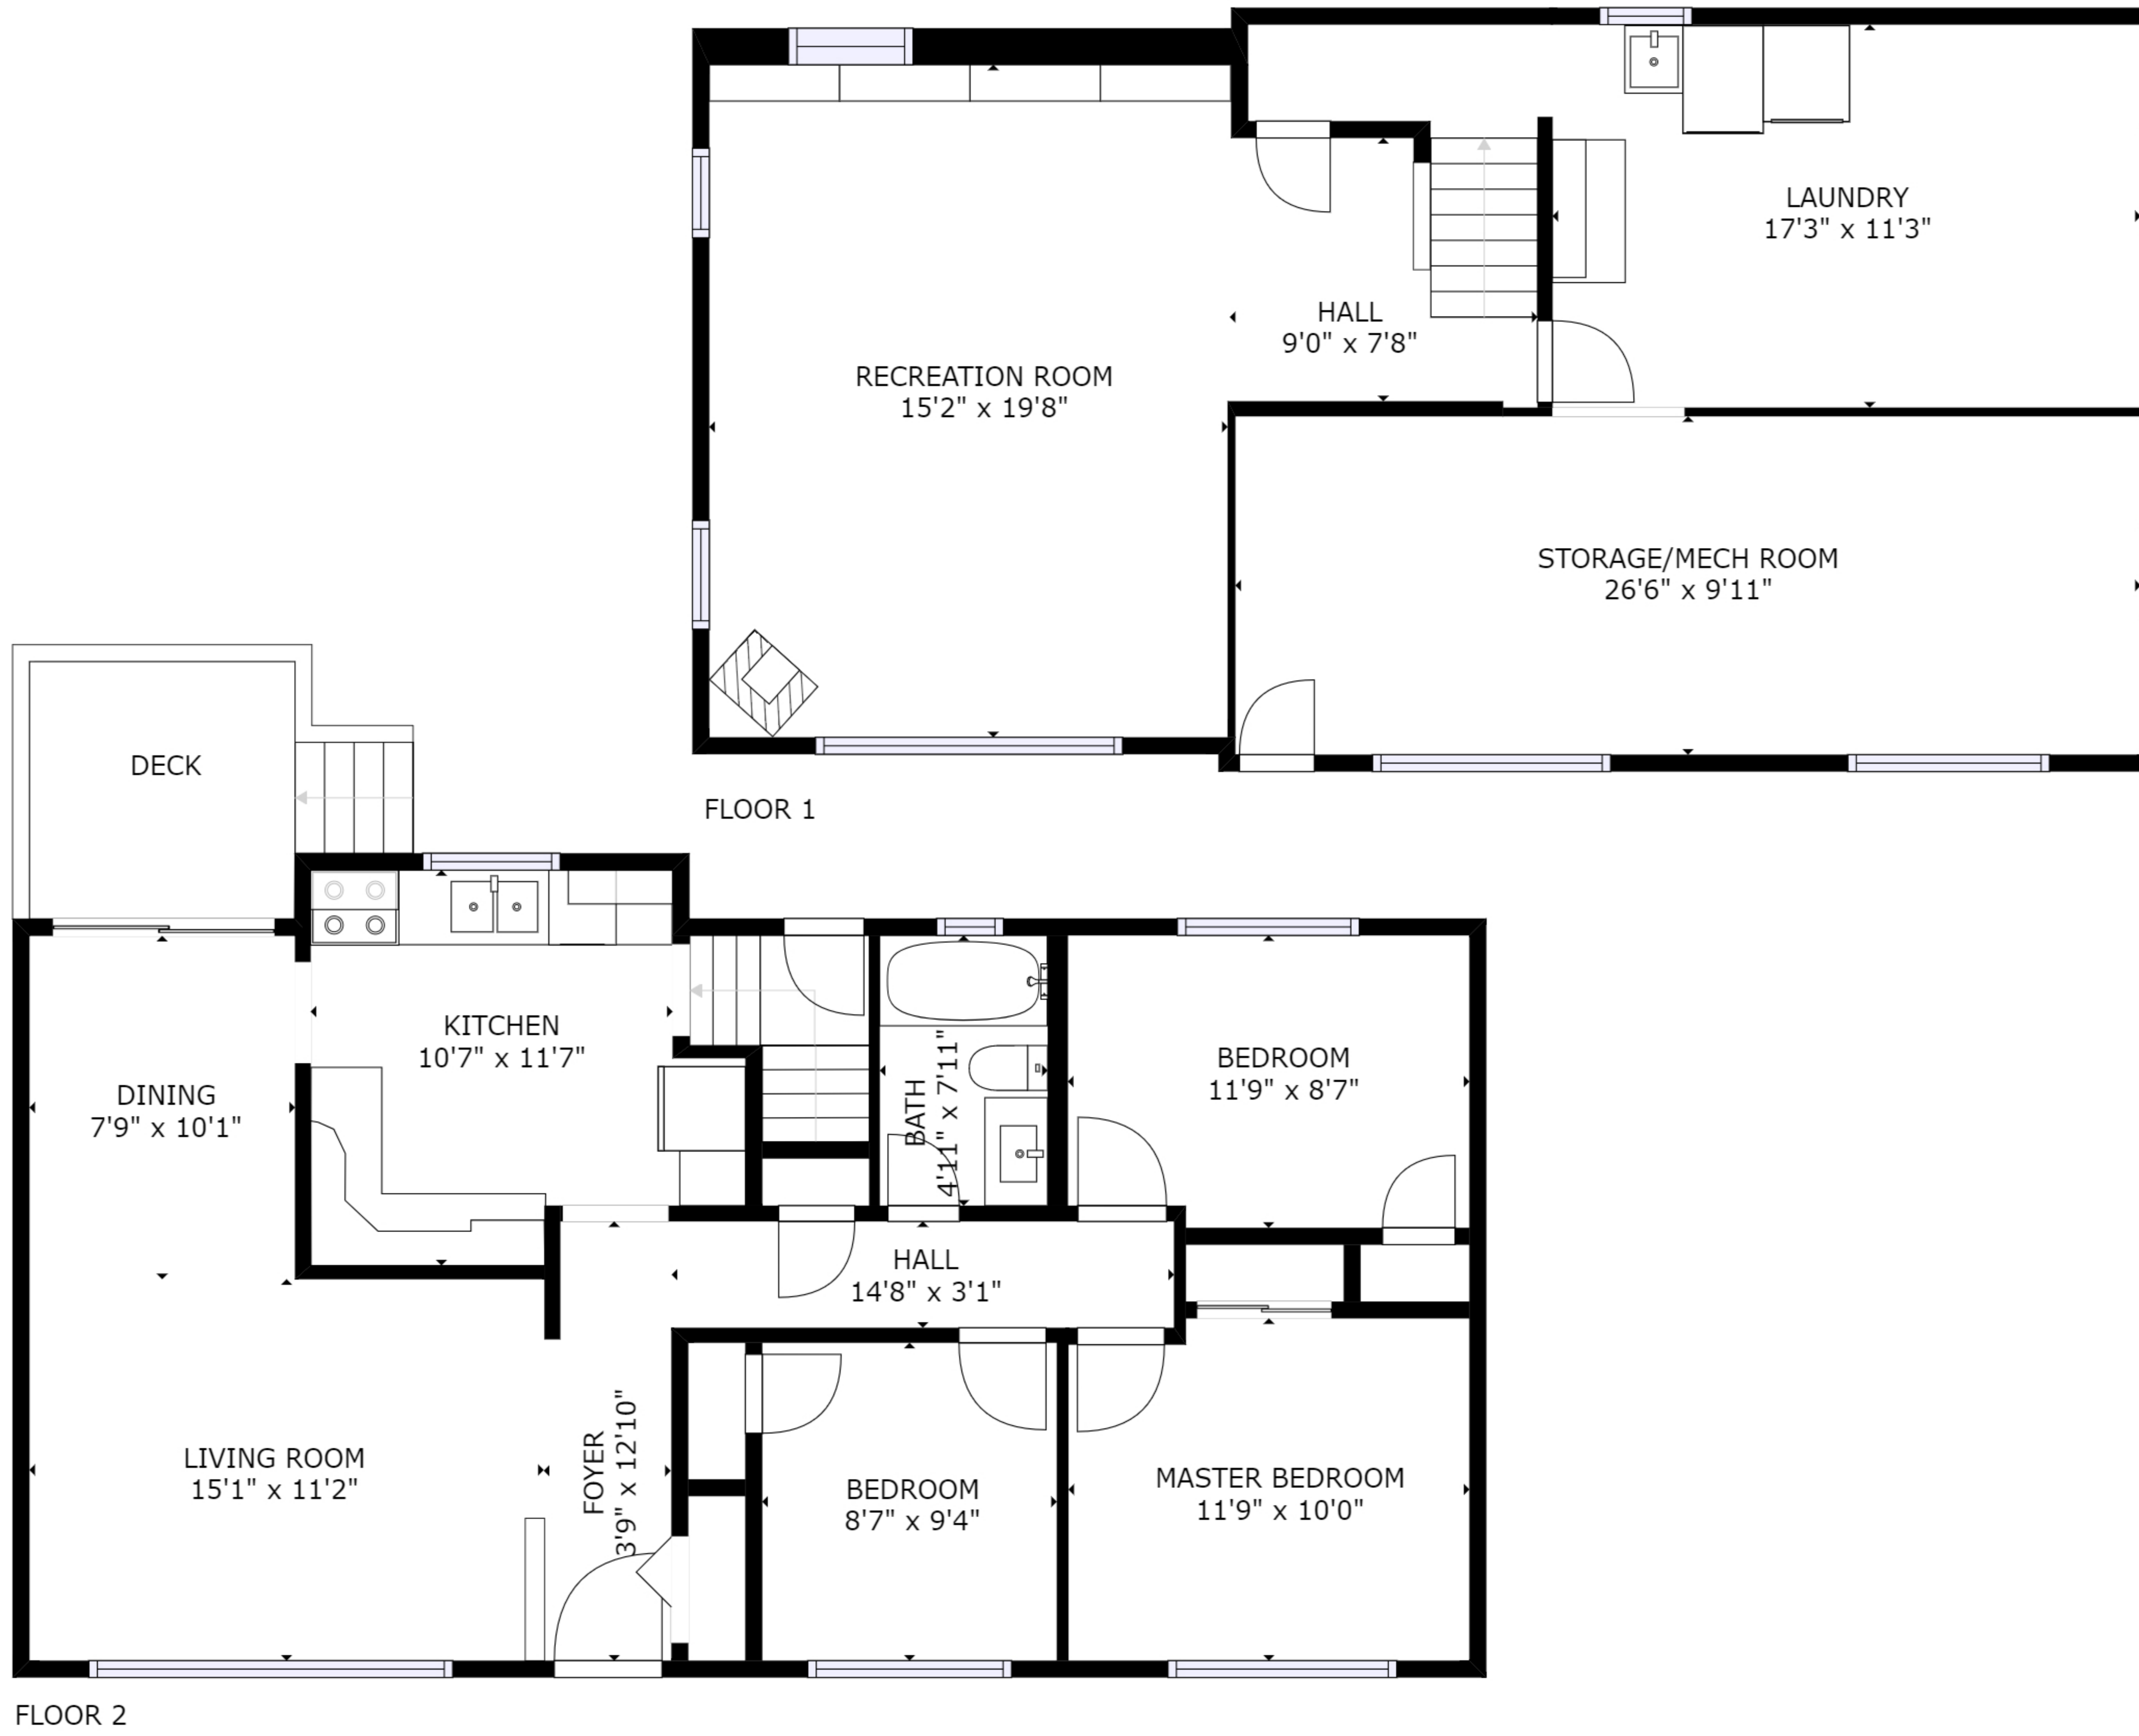 LAUNDRY
17'3" x 11'3"
HALL
9'0" x 7'8"
RECREATION ROOM
15'2" x 19'8"
STORAGE/MECH ROOM
26'6" x 9'11"
FLOOR 1
DECK
KITCHEN
10'7" x 11'7"
DINING
7'9" x 10'1"
BATH
4'11" x 7'11"
BEDROOM
11'9" x 8'7"
HALL
14'8" x 3'1"
LIVING ROOM
15'1" x 11'2"
FOYER
3'9" x 12'10"
BEDROOM
8'7" x 9'4"
MASTER BEDROOM
11'9" x 10'0"
FLOOR 2